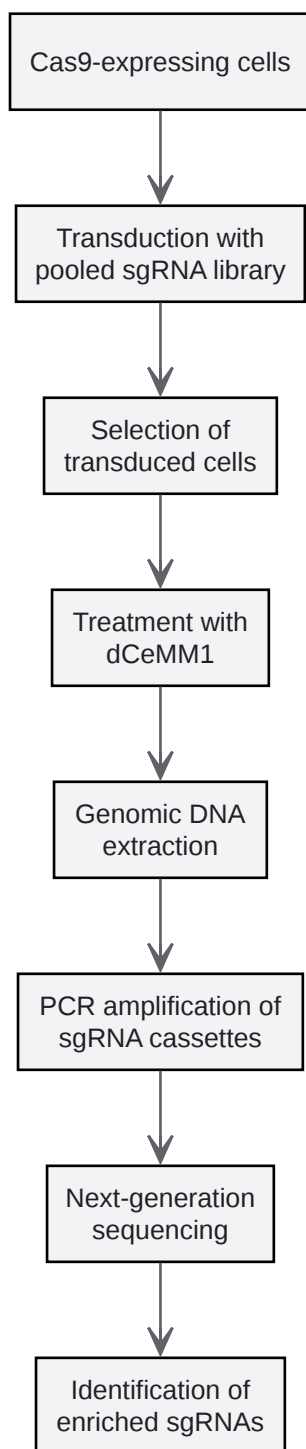 Cas9-expressing cells
Transduction with
pooled sgRNA library
Selection of
transduced cells
Treatment with
dCeMM1
Genomic DNA
extraction
PCR amplification of
sgRNA cassettes
Next-generation
sequencing
Identification of
enriched sgRNAs